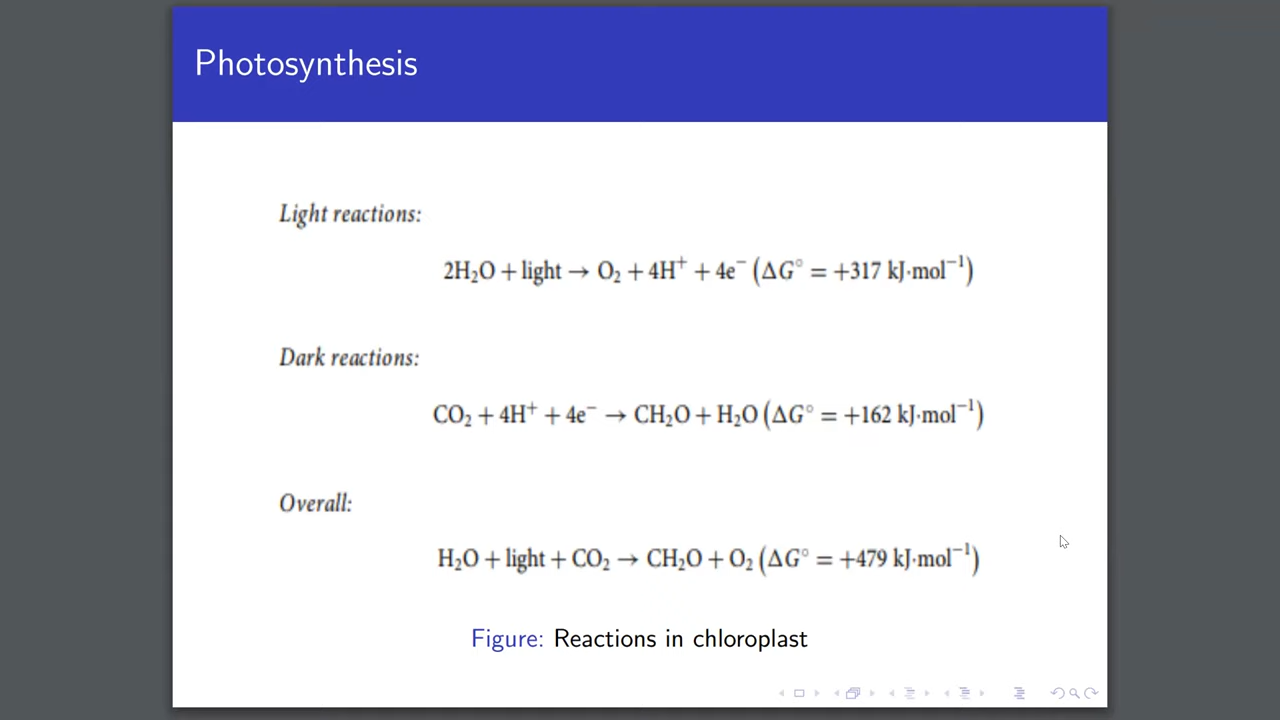 Photosynthesis
Light reactions:
2H₂O + light → O₂ + 4H⁺ + 4e⁻ (ΔG° = +317 kJ·mol⁻¹)
Dark reactions:
CO₂ + 4H⁺ + 4e⁻ → CH₂O + H₂O (ΔG° = +162 kJ·mol⁻¹)
Overall:
H₂O + light + CO₂ → CH₂O + O₂ (ΔG° = +479 kJ·mol⁻¹)
Figure: Reactions in chloroplast